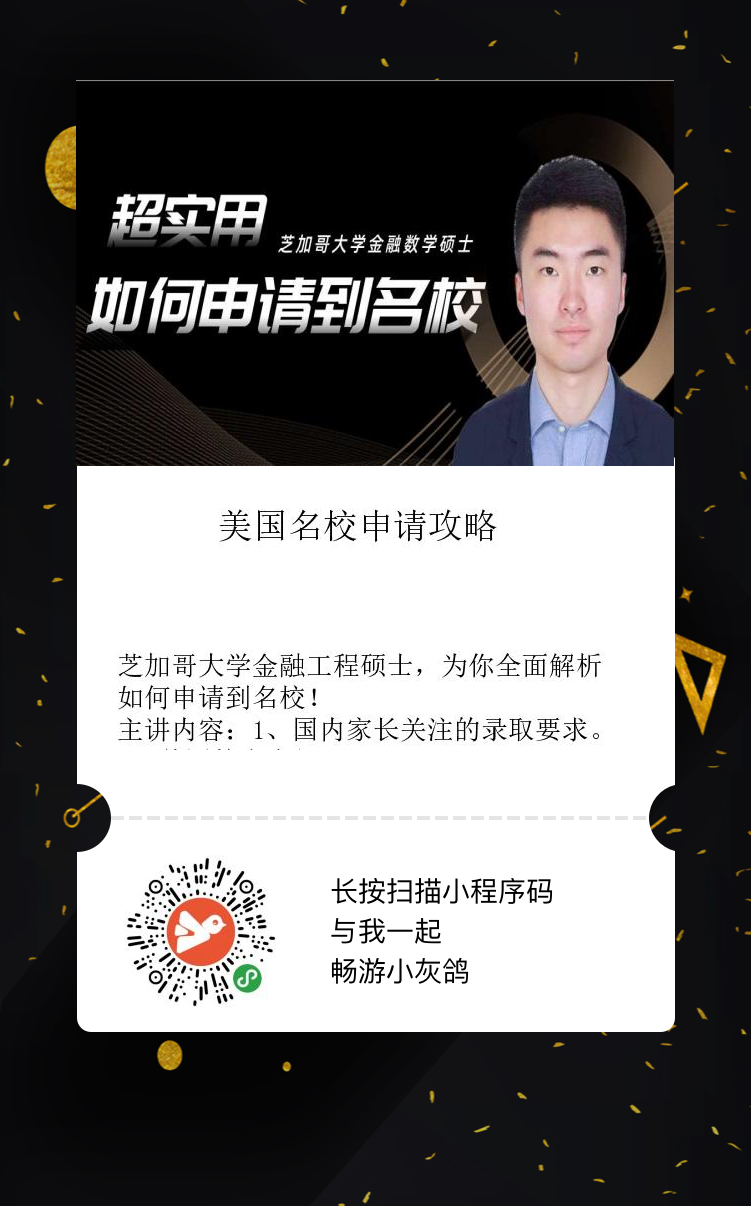 超实用
芝加哥大学金融数学硕士
如何申请到名校
美国名校申请攻略
芝加哥大学金融工程硕士，为你全面解析
如何申请到名校！
主讲内容：1、国内家长关注的录取要求。
长按扫描小程序码
与我一起
畅游小灰鸽